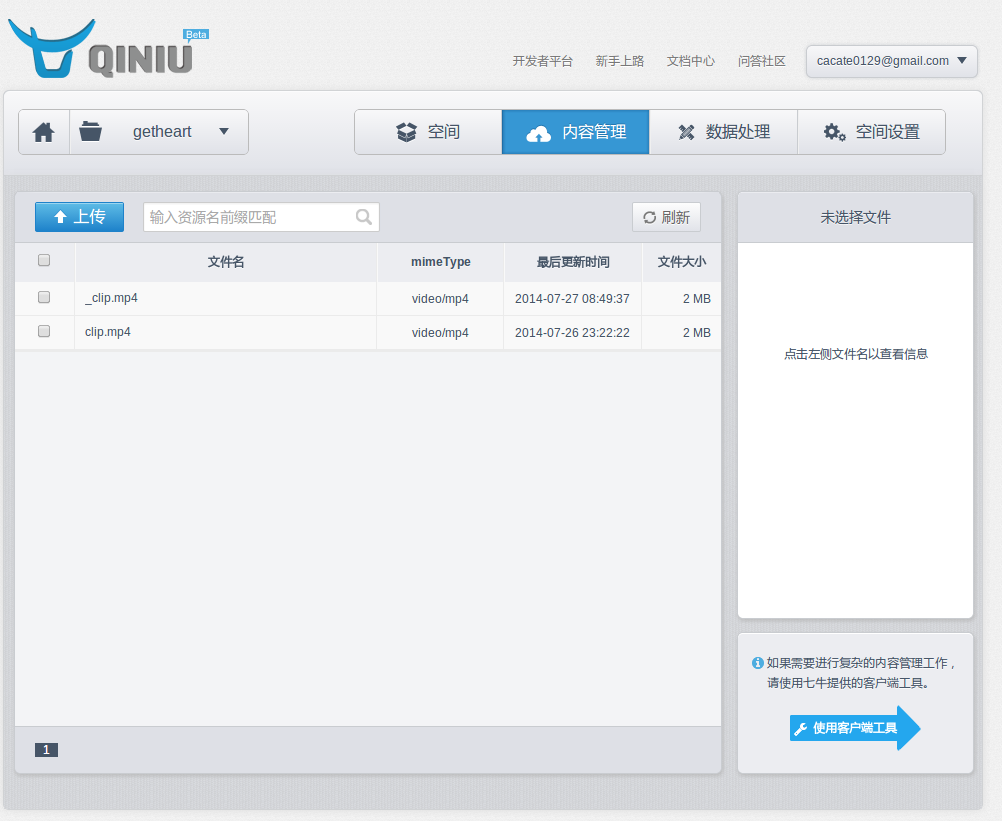 QINIU Beta
开发者平台 新手上路 文档中心 问答社区 cacate0129@gmail.com
getheart 空间 内容管理 数据处理 空间设置
上传 输入资源名前缀匹配 刷新
文件名 mimeType 最后更新时间 文件大小
_clip.mp4 video/mp4 2014-07-27 08:49:37 2 MB
clip.mp4 video/mp4 2014-07-26 23:22:22 2 MB
1
未选择文件
点击左侧文件名以查看信息
如果需要进行复杂的内容管理工作，
请使用七牛提供的客户端工具。
使用客户端工具